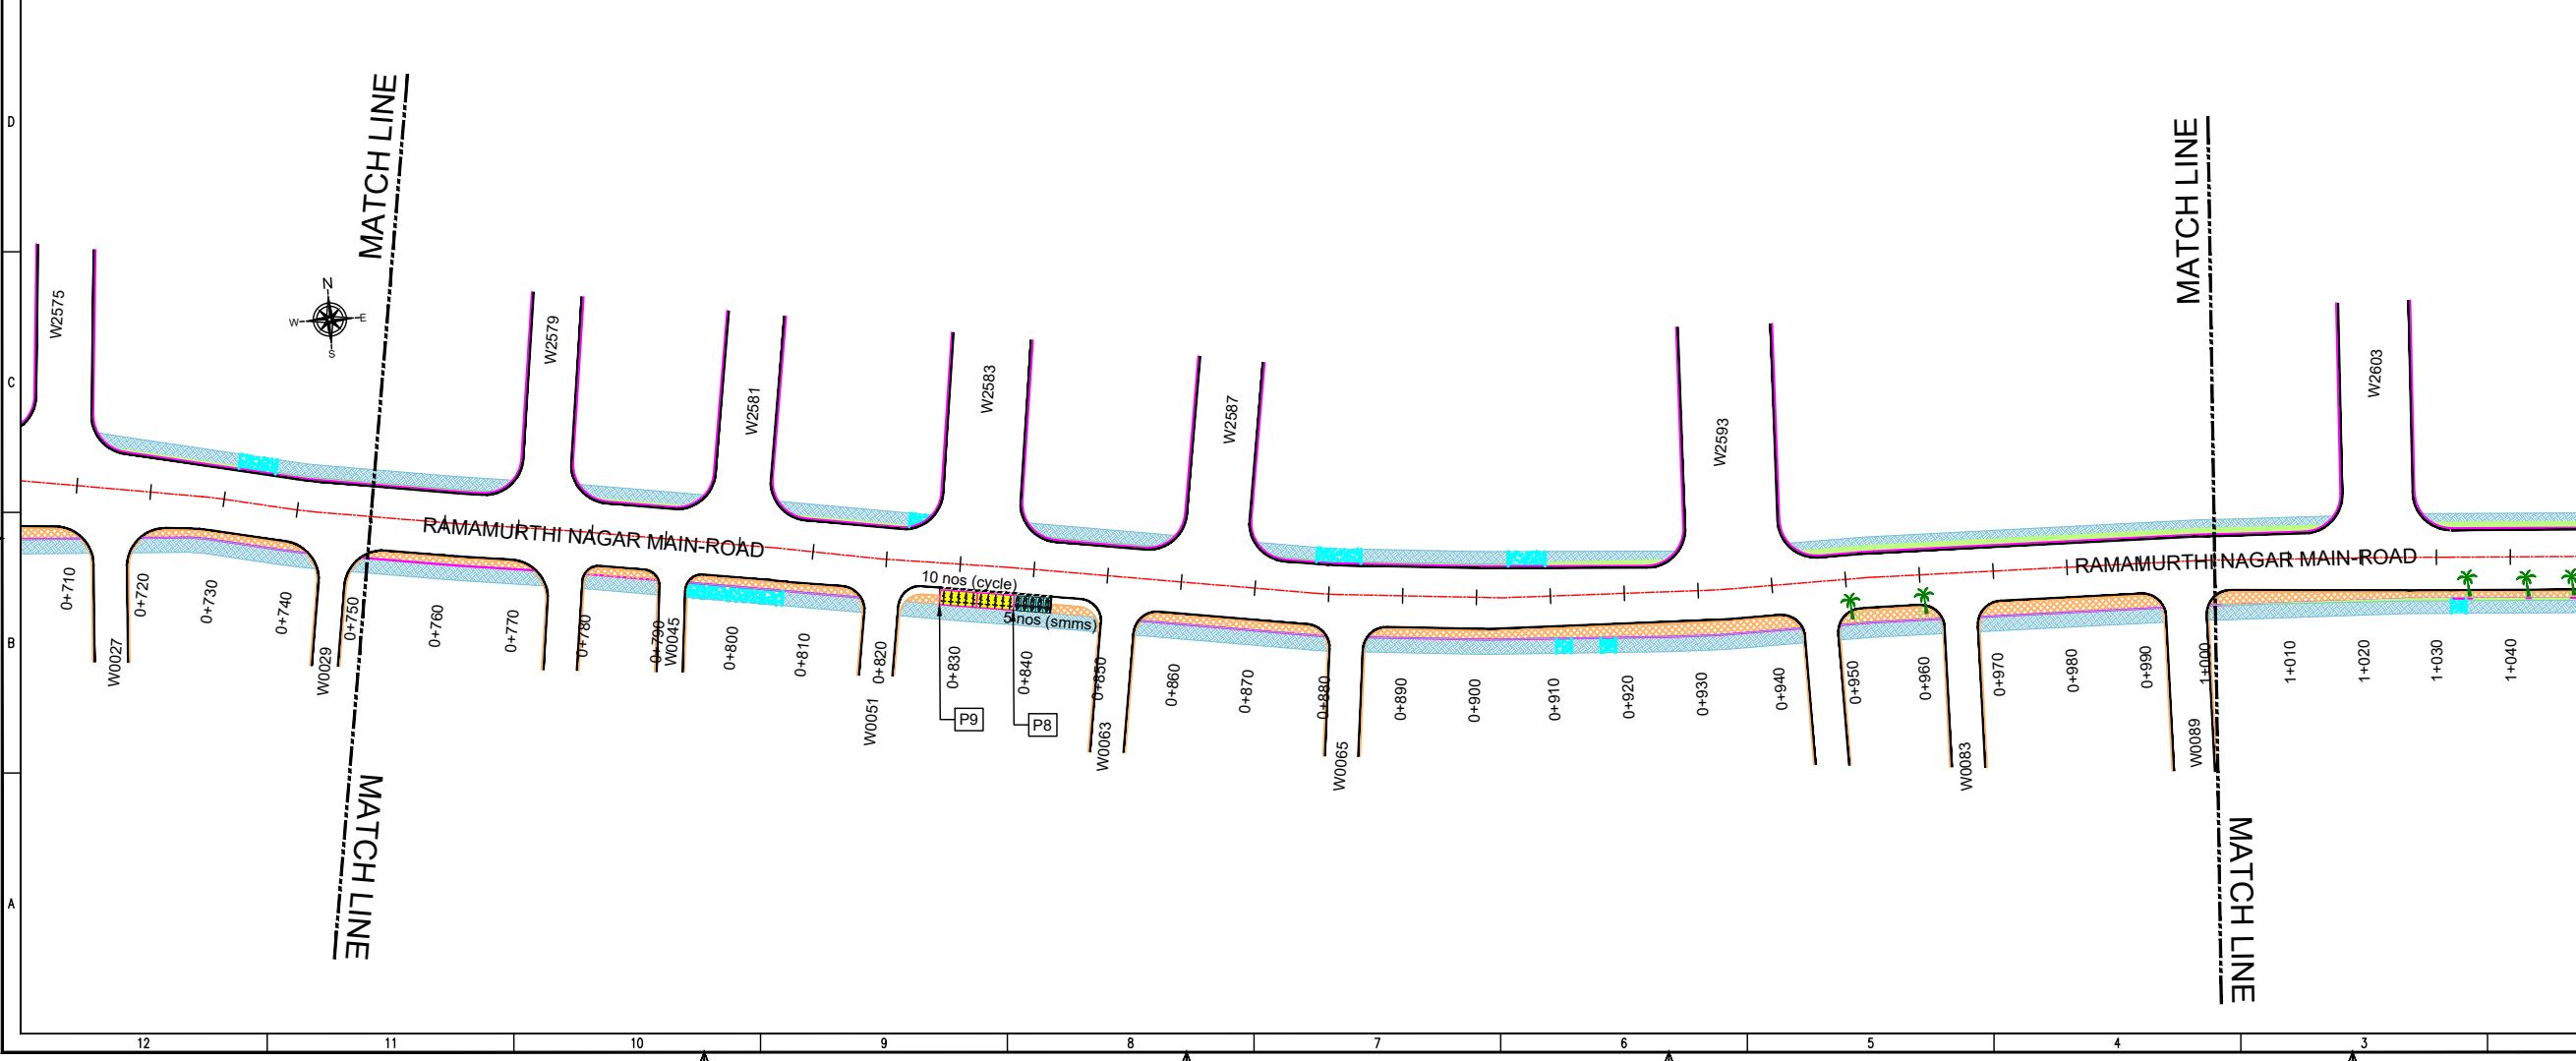 D
C
B
A
MATCH LINE
MATCH LINE
N
W
E
S
W2575
W2579
W2581
W2583
W2587
W2593
W2603
RAMAMURTHI NAGAR MAIN-ROAD
RAMAMURTHI NAGAR MAIN-ROAD
10 nos (cycle)
5 nos (smms)
0+710
0+720
0+730
0+740
0+750
0+760
0+770
0+780
0+790
0+800
0+810
0+820
0+830
0+840
0+850
0+860
0+870
0+880
0+890
0+900
0+910
0+920
0+930
0+940
0+950
0+960
0+970
0+980
0+990
1+000
1+010
1+020
1+030
1+040
W0027
W0029
W0045
W0051
P9
P8
W0063
W0065
W0083
W0089
MATCH LINE
MATCH LINE
12
11
10
9
8
7
6
5
4
3